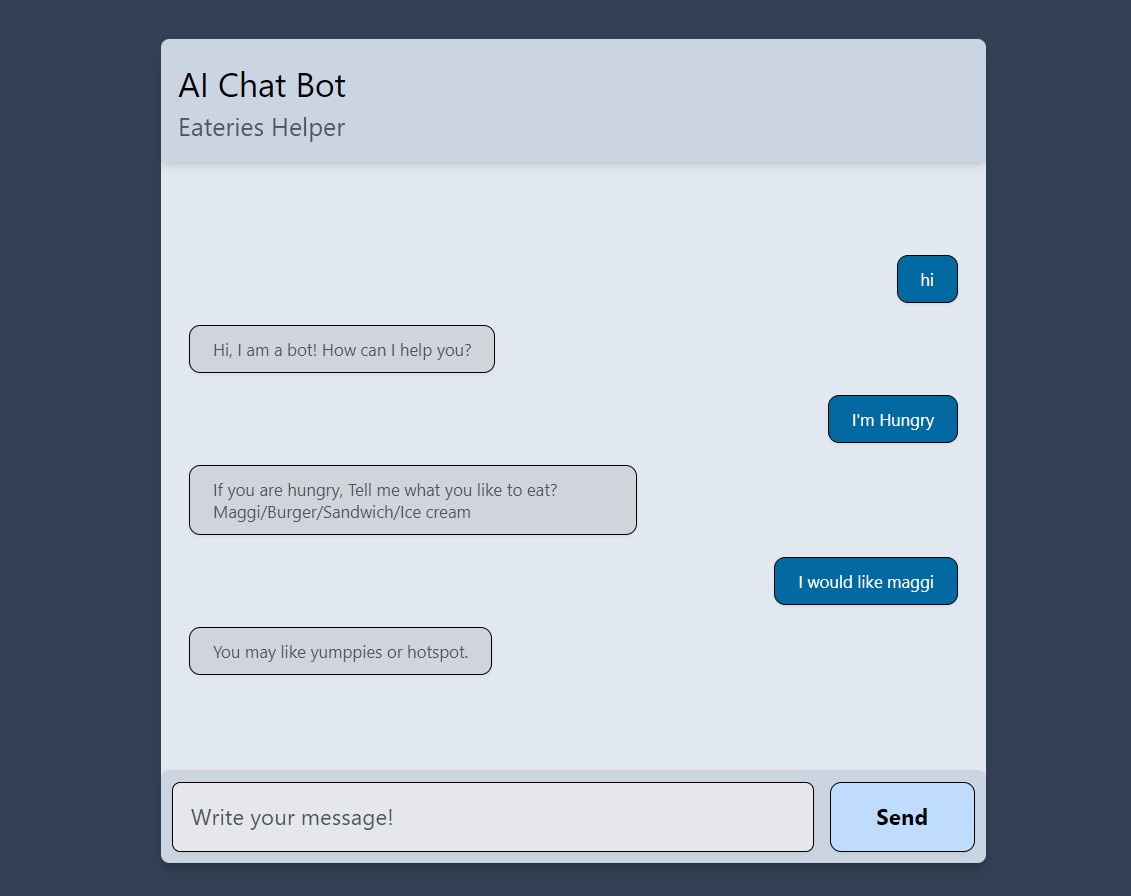 AI Chat Bot
Eateries Helper
hi
Hi, I am a bot! How can I help you?
I'm Hungry
If you are hungry, Tell me what you like to eat?
Maggi/Burger/Sandwich/Ice cream
I would like maggi
You may like yumppies or hotspot.
Write your message!
Send